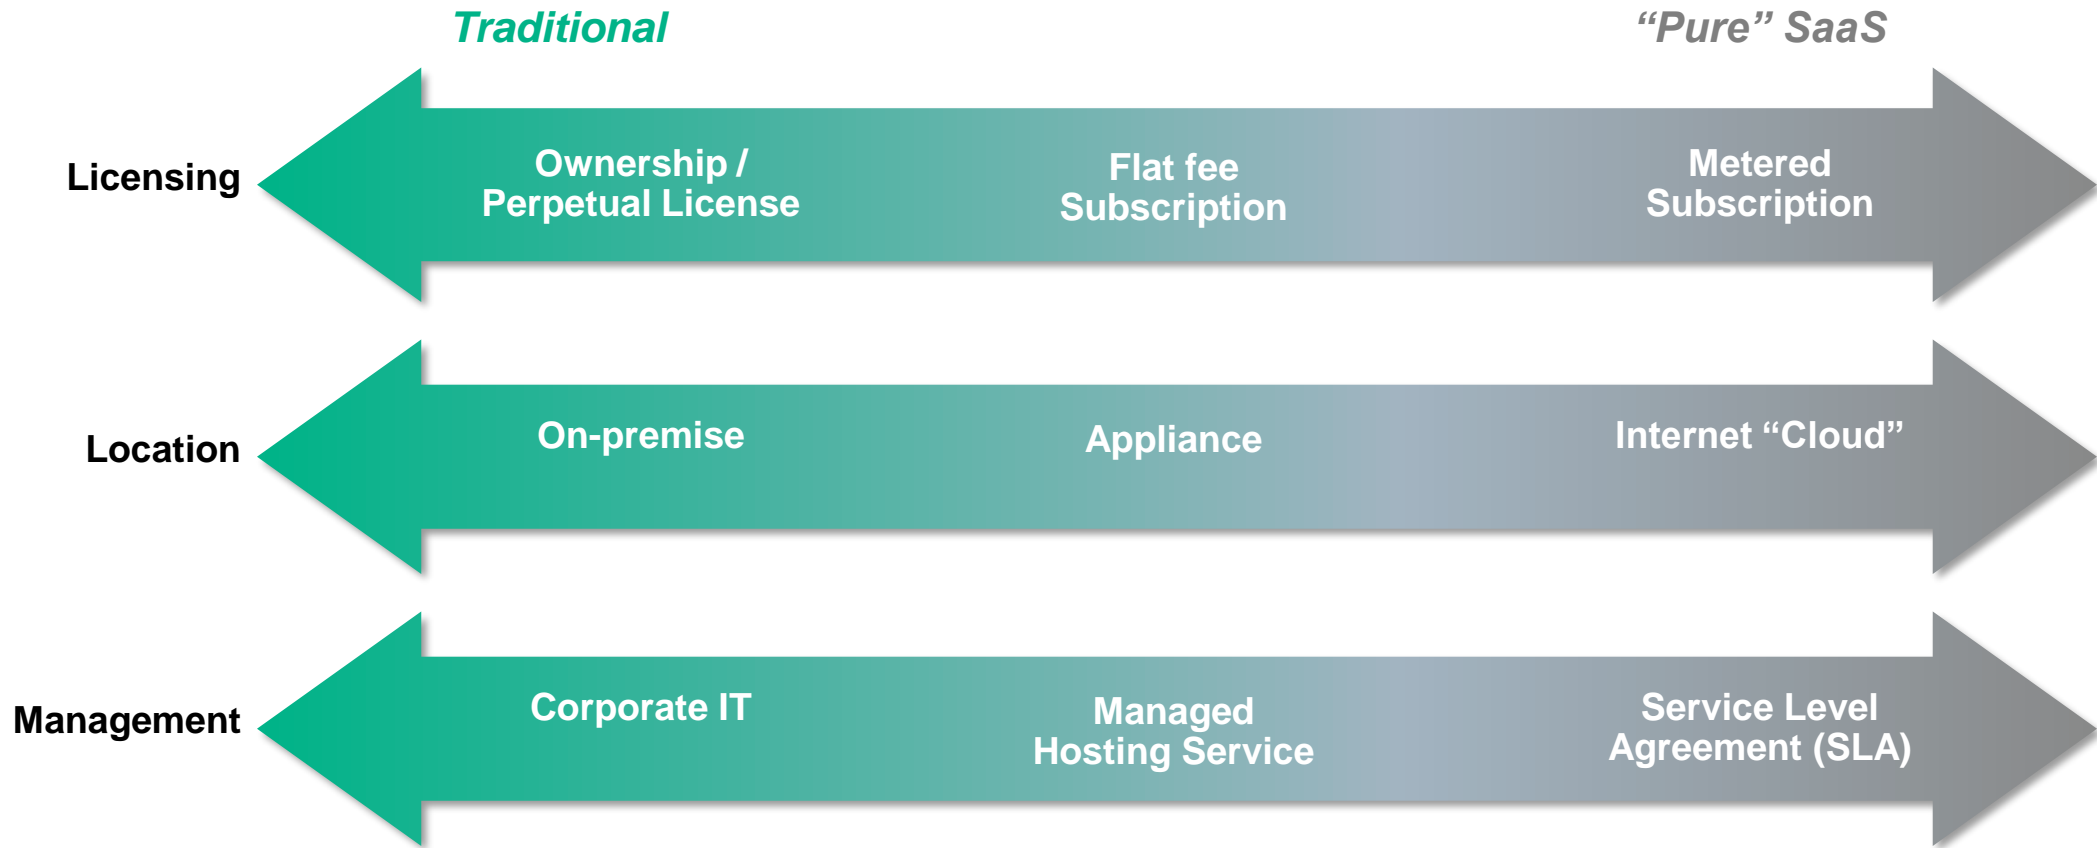 Traditional
“Pure” SaaS
Licensing
Ownership /
Perpetual License
Flat fee
Subscription
Metered
Subscription
Location
On-premise
Appliance
Internet “Cloud”
Management
Corporate IT
Managed
Hosting Service
Service Level
Agreement (SLA)